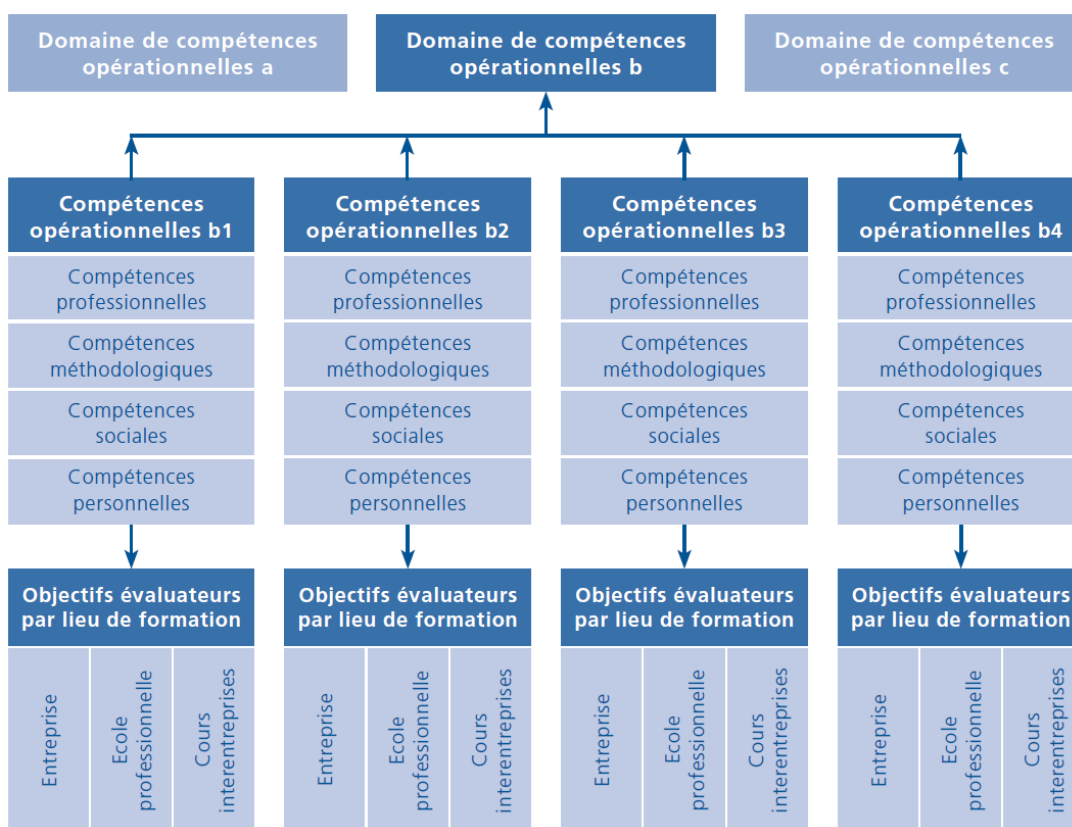 Domaine de compétences
opérationnelles a
Domaine de compétences
opérationnelles b
Domaine de compétences
opérationnelles c
Compétences
opérationnelles b1
Compétences
opérationnelles b2
Compétences
opérationnelles b3
Compétences
opérationnelles b4
Compétences
professionnelles
Compétences
professionnelles
Compétences
professionnelles
Compétences
professionnelles
Compétences
méthodologiques
Compétences
méthodologiques
Compétences
méthodologiques
Compétences
méthodologiques
Compétences
sociales
Compétences
sociales
Compétences
sociales
Compétences
sociales
Compétences
personnelles
Compétences
personnelles
Compétences
personnelles
Compétences
personnelles
Objectifs évaluateurs
par lieu de formation
Objectifs évaluateurs
par lieu de formation
Objectifs évaluateurs
par lieu de formation
Objectifs évaluateurs
par lieu de formation
Entreprise
Ecole
professionnelle
Cours
interentreprises
Entreprise
Ecole
professionnelle
Cours
interentreprises
Entreprise
Ecole
professionnelle
Cours
interentreprises
Entreprise
Ecole
professionnelle
Cours
interentreprises